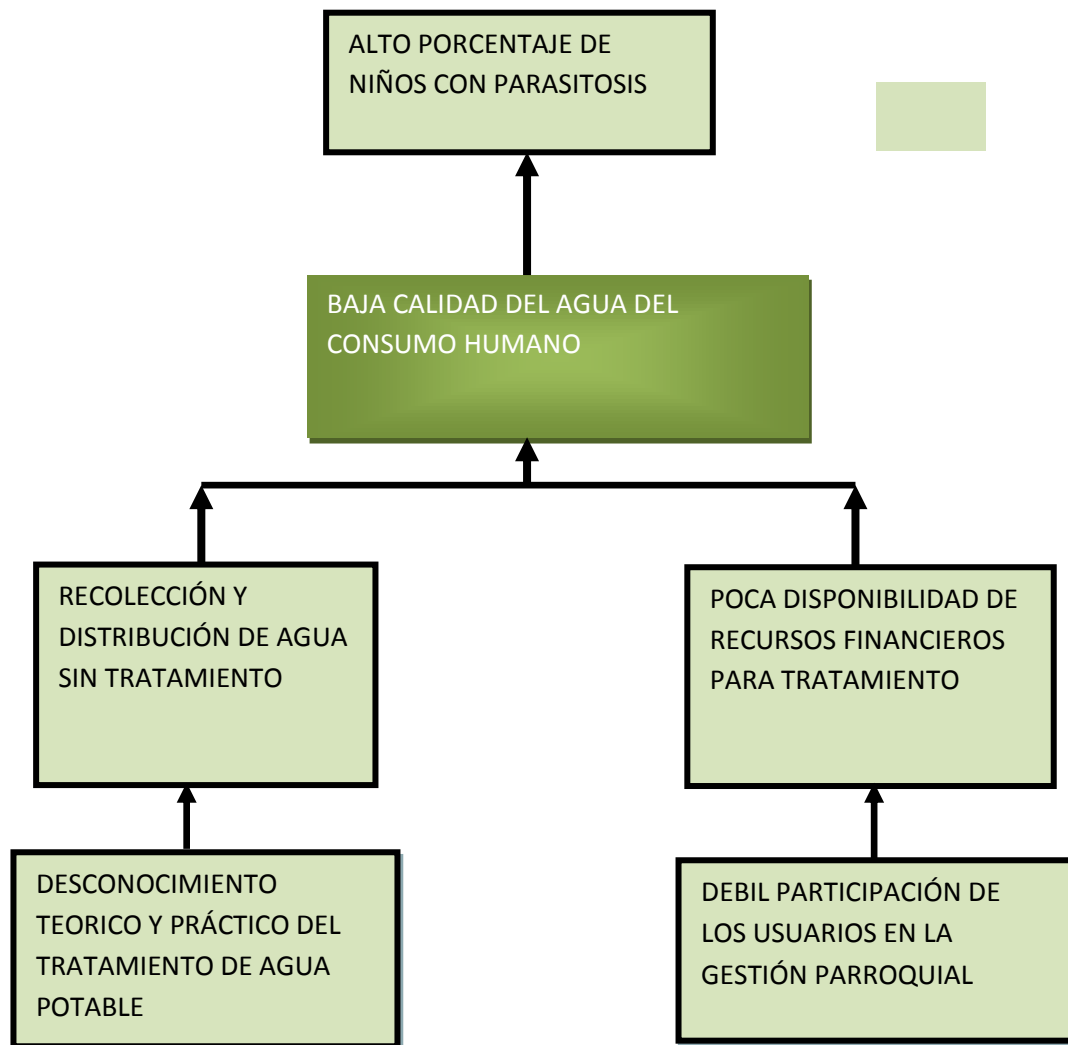 ALTO PORCENTAJE DE
NIÑOS CON PARASITOSIS
BAJA CALIDAD DEL AGUA DEL
CONSUMO HUMANO
RECOLECCIÓN Y
DISTRIBUCIÓN DE AGUA
SIN TRATAMIENTO
POCA DISPONIBILIDAD DE
RECURSOS FINANCIEROS
PARA TRATAMIENTO
DESCONOCIMIENTO
TEORICO Y PRÁCTICO DEL
TRATAMIENTO DE AGUA
POTABLE
DEBIL PARTICIPACIÓN DE
LOS USUARIOS EN LA
GESTIÓN PARROQUIAL